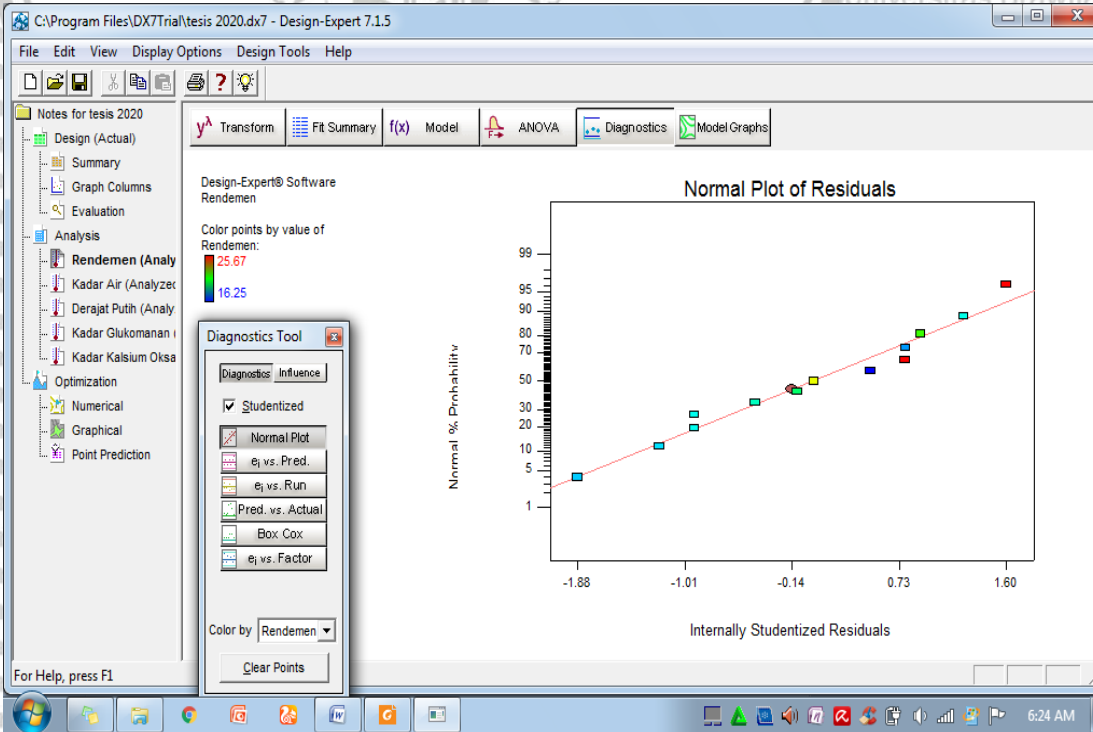 C:\Program Files\DX7Trial\tesis 2020.dx7 - Design-Expert 7.1.5
File Edit View Display Options Design Tools Help
Notes for tesis 2020
Design (Actual)
Summary
Graph Columns
Evaluation
Analysis
Rendemen (Analy
Kadar Air (Analyzed
Derajat Putih (Analy
Kadar Glukomanan (
Kadar Kalsium Oksa
Optimization
Numerical
Graphical
Point Prediction
yλ Transform
Fit Summary
f(x) Model
F ANOVA
Diagnostics
Model Graphs
Design-Expert® Software
Rendemen
Color points by value of
Rendemen:
25.67
16.25
Diagnostics Tool
Diagnostics Influence
Studentized
Normal Plot
ei vs. Pred.
ei vs. Run
Pred. vs. Actual
Box Cox
ei vs. Factor
Color by Rendemen
Clear Points
Normal Plot of Residuals
Normal % Probability
99
95
90
80
70
50
30
20
10
5
1
-1.88 -1.01 -0.14 0.73 1.60
Internally Studentized Residuals
For Help, press F1
6:24 AM